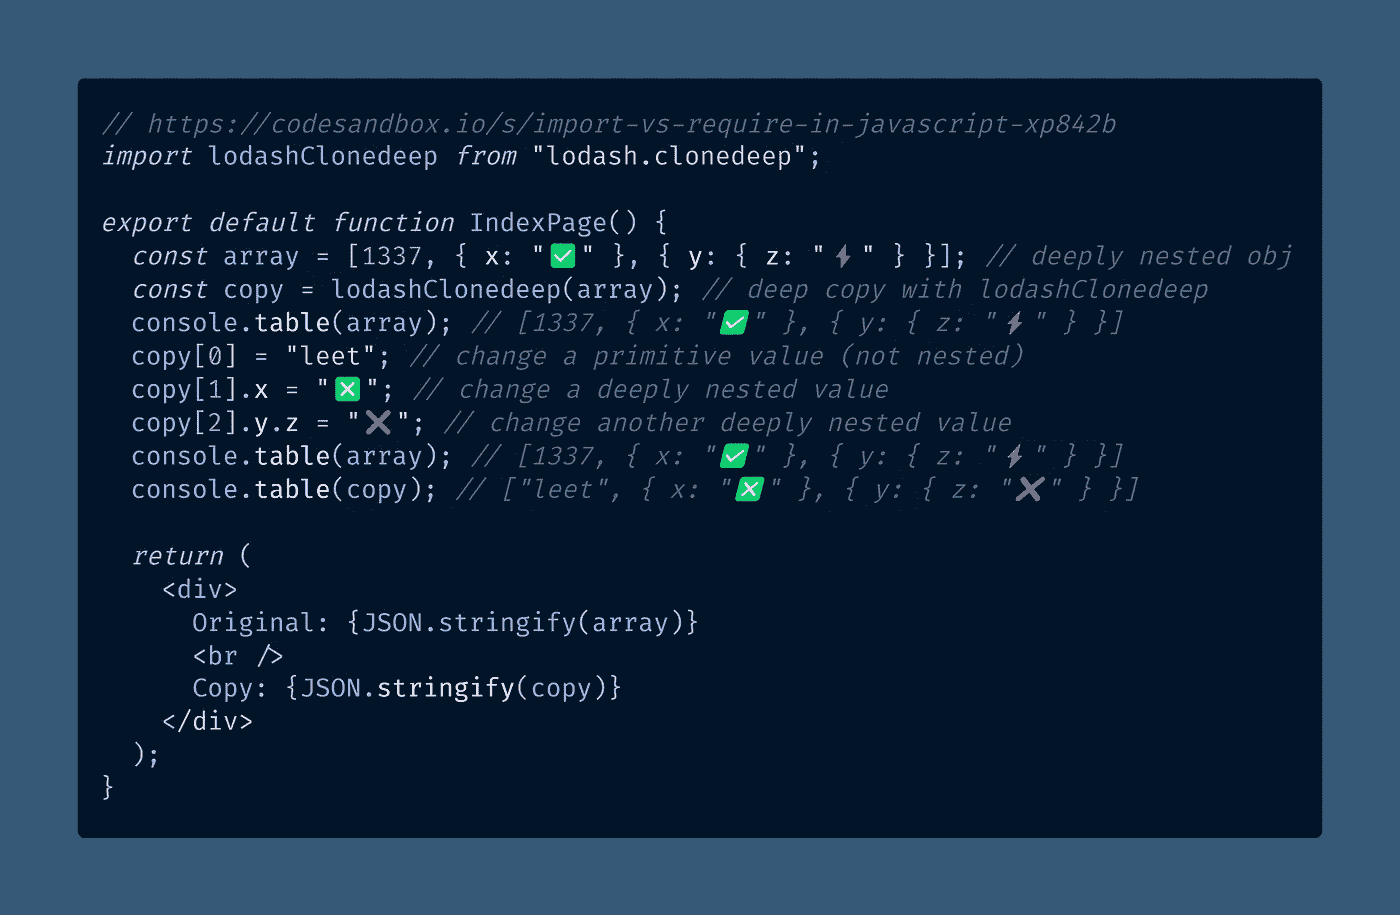 // https://codesandbox.io/s/import-vs-require-in-javascript-xp842b
import lodashClonedeep from "lodash.clonedeep";
export default function IndexPage() {
const array = [1337, { x: "✅" }, { y: { z: "⚡" } }]; // deeply nested obj
const copy = lodashClonedeep(array); // deep copy with lodashClonedeep
console.table(array); // [1337, { x: "✅" }, { y: { z: "⚡" } }]
copy[0] = "leet"; // change a primitive value (not nested)
copy[1].x = "❎"; // change a deeply nested value
copy[2].y.z = "❌"; // change another deeply nested value
console.table(array); // [1337, { x: "✅" }, { y: { z: "⚡" } }]
console.table(copy); // ["leet", { x: "❎" }, { y: { z: "❌" } }]
return (
<div>
Original: {JSON.stringify(array)}
<br />
Copy: {JSON.stringify(copy)}
</div>
);
}